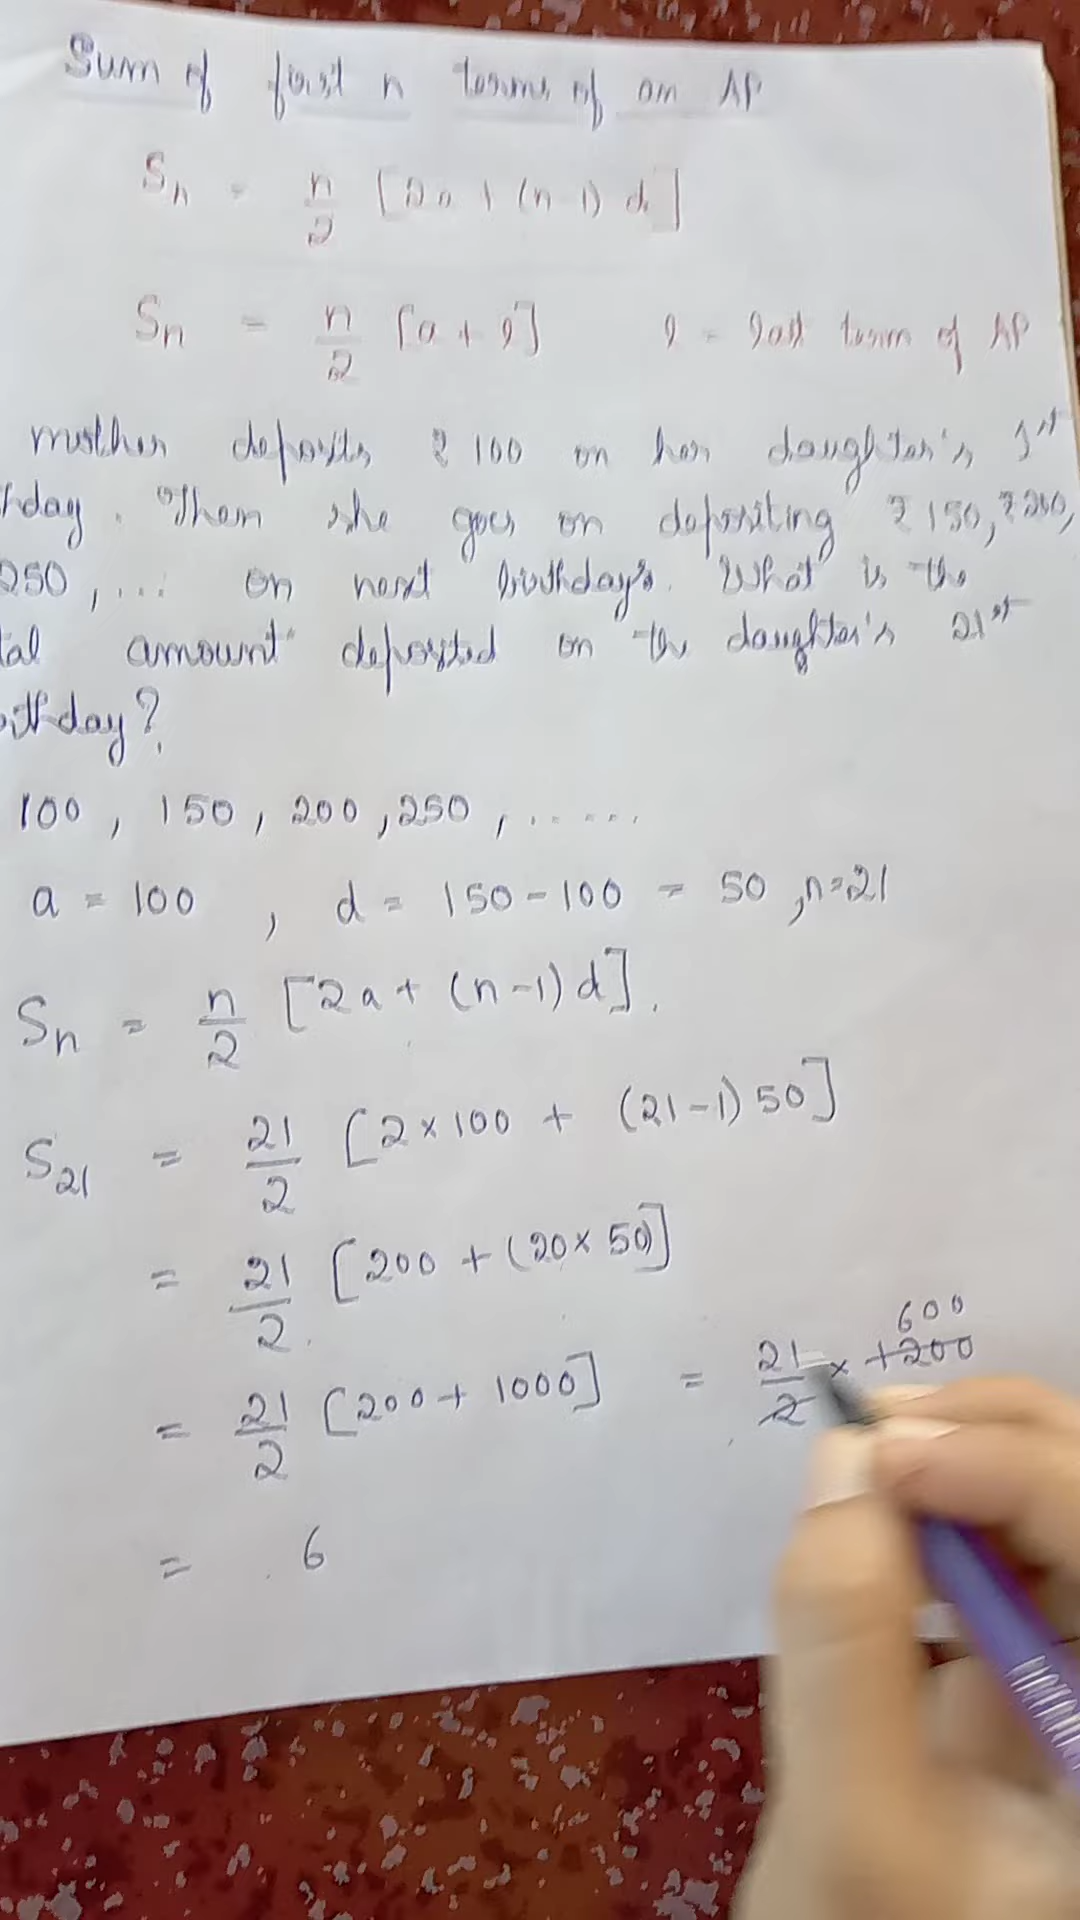 Sum of first n terms of an AP
Sn = n/2 [2a + (n-1) d]
Sn = n/2 [a + l] l - last term of AP
mother deposits ₹100 on her daughter's 1st
hday. Then she goes on depositing ₹150, ₹200,
250, ... on next birthday's. What is the
tal amount deposited on the daughter's 21st
rthday?
100, 150, 200, 250, ......
a = 100, d = 150-100 = 50, n=21
Sn = n/2 [2a + (n-1)d].
S21 = 21/2 [2×100 + (21-1)50]
= 21/2 [200 + (20×50)]
600
= 21/2 [200 + 1000] = 21/2 × 1200
= 6